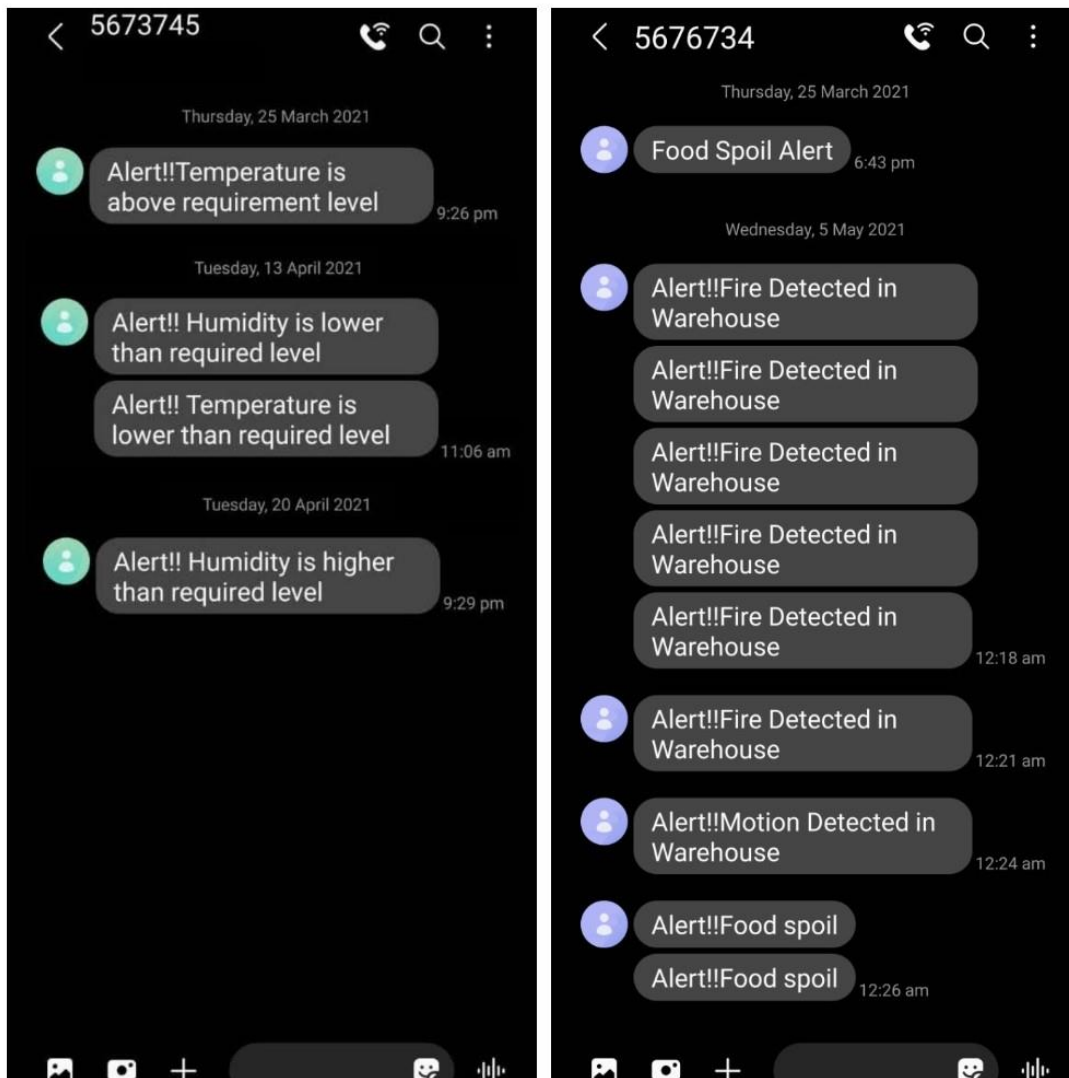 5673745
Thursday, 25 March 2021
Alert!!Temperature is
above requirement level
9:26 pm
Tuesday, 13 April 2021
Alert!! Humidity is lower
than required level
Alert!! Temperature is
lower than required level
11:06 am
Tuesday, 20 April 2021
Alert!! Humidity is higher
than required level
9:29 pm
5676734
Thursday, 25 March 2021
Food Spoil Alert
6:43 pm
Wednesday, 5 May 2021
Alert!!Fire Detected in
Warehouse
Alert!!Fire Detected in
Warehouse
Alert!!Fire Detected in
Warehouse
Alert!!Fire Detected in
Warehouse
Alert!!Fire Detected in
Warehouse
12:18 am
Alert!!Fire Detected in
Warehouse
12:21 am
Alert!!Motion Detected in
Warehouse
12:24 am
Alert!!Food spoil
Alert!!Food spoil
12:26 am